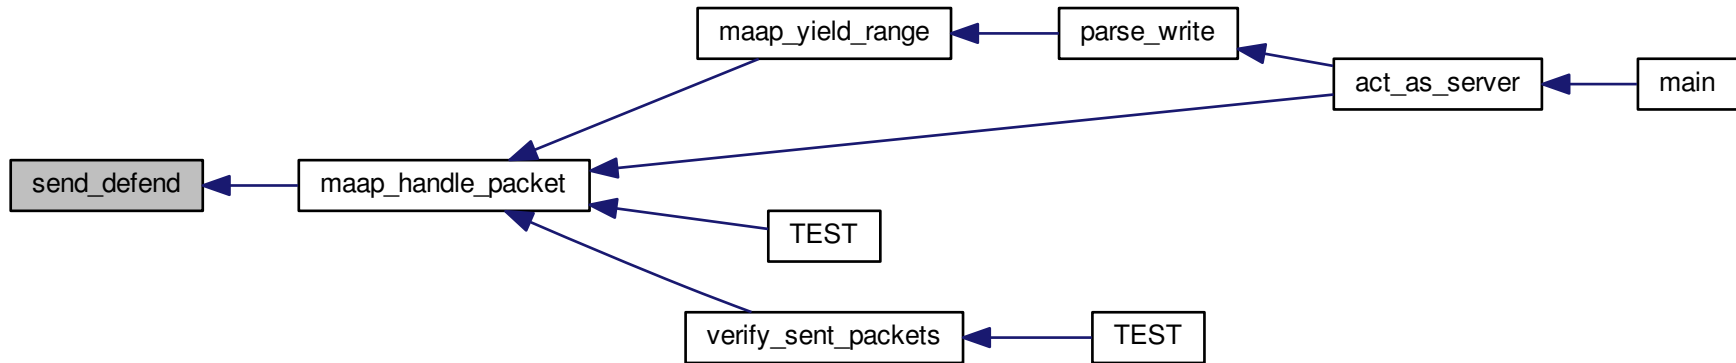 maap_yield_range
parse_write
act_as_server
main
send_defend
maap_handle_packet
TEST
verify_sent_packets
TEST